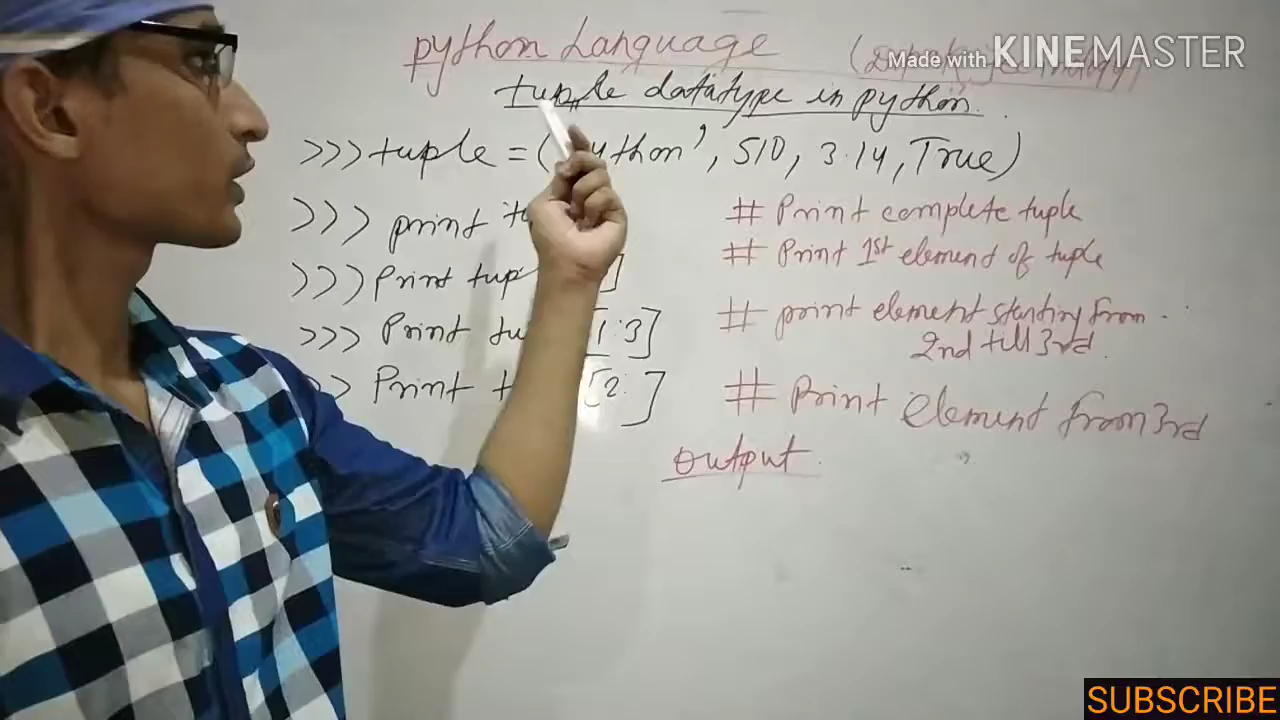 python Language
Made with KINEMASTER
tuple datatype in python.
>>> tuple = ('python', 510, 3.14, True)
>>> print # Print complete tuple
>>> Print ] # Print 1st element of tuple
>>> Print [1:3] # print element starting from
2nd till 3rd.
>> Print [2: ] # Print element from 3rd
output
SUBSCRIBE